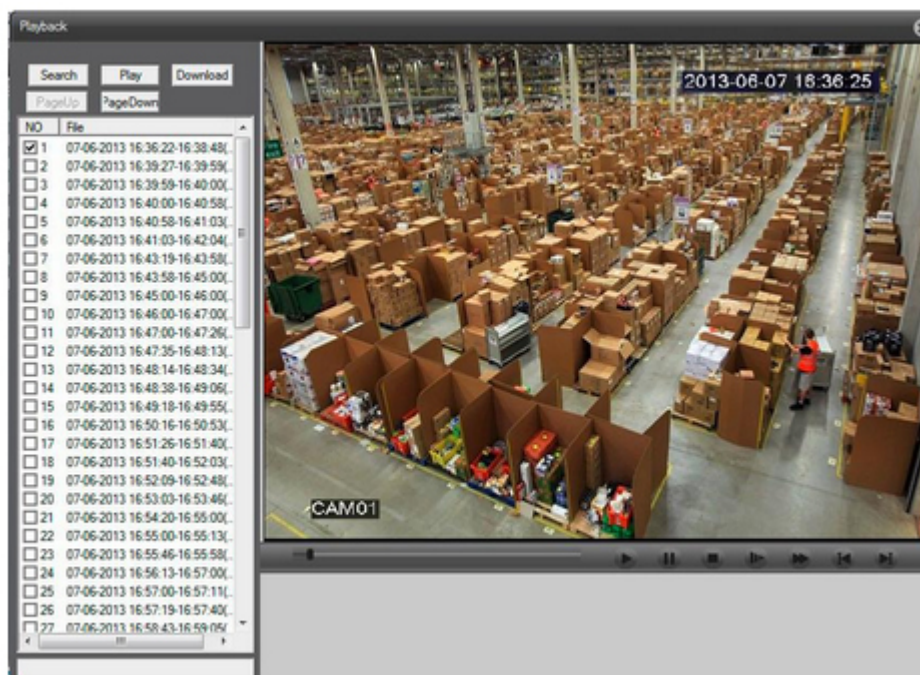 Playback
Search Play Download
PageUp PageDown
NO File
1 07-06-2013 16:36:22-16:38:48(..
2 07-06-2013 16:39:27-16:39:59(..
3 07-06-2013 16:39:59-16:40:00(..
4 07-06-2013 16:40:00-16:40:58(..
5 07-06-2013 16:40:58-16:41:03(..
6 07-06-2013 16:41:03-16:42:04(..
7 07-06-2013 16:43:19-16:43:58(..
8 07-06-2013 16:43:58-16:45:00(..
9 07-06-2013 16:45:00-16:46:00(..
10 07-06-2013 16:46:00-16:47:00(..
11 07-06-2013 16:47:00-16:47:26(..
12 07-06-2013 16:47:35-16:48:13(..
13 07-06-2013 16:48:14-16:48:34(..
14 07-06-2013 16:48:38-16:49:06(..
15 07-06-2013 16:49:18-16:49:55(..
16 07-06-2013 16:50:16-16:50:53(..
17 07-06-2013 16:51:26-16:51:40(..
18 07-06-2013 16:51:40-16:52:03(..
19 07-06-2013 16:52:09-16:52:48(..
20 07-06-2013 16:53:03-16:53:46(..
21 07-06-2013 16:54:20-16:55:00(..
22 07-06-2013 16:55:00-16:55:13(..
23 07-06-2013 16:55:46-16:55:58(..
24 07-06-2013 16:56:13-16:57:00(..
25 07-06-2013 16:57:00-16:57:11(..
26 07-06-2013 16:57:19-16:57:40(..
27 07-06-2013 16:58:43-16:59:05(..
2013-06-07 16:36:25
CAM01